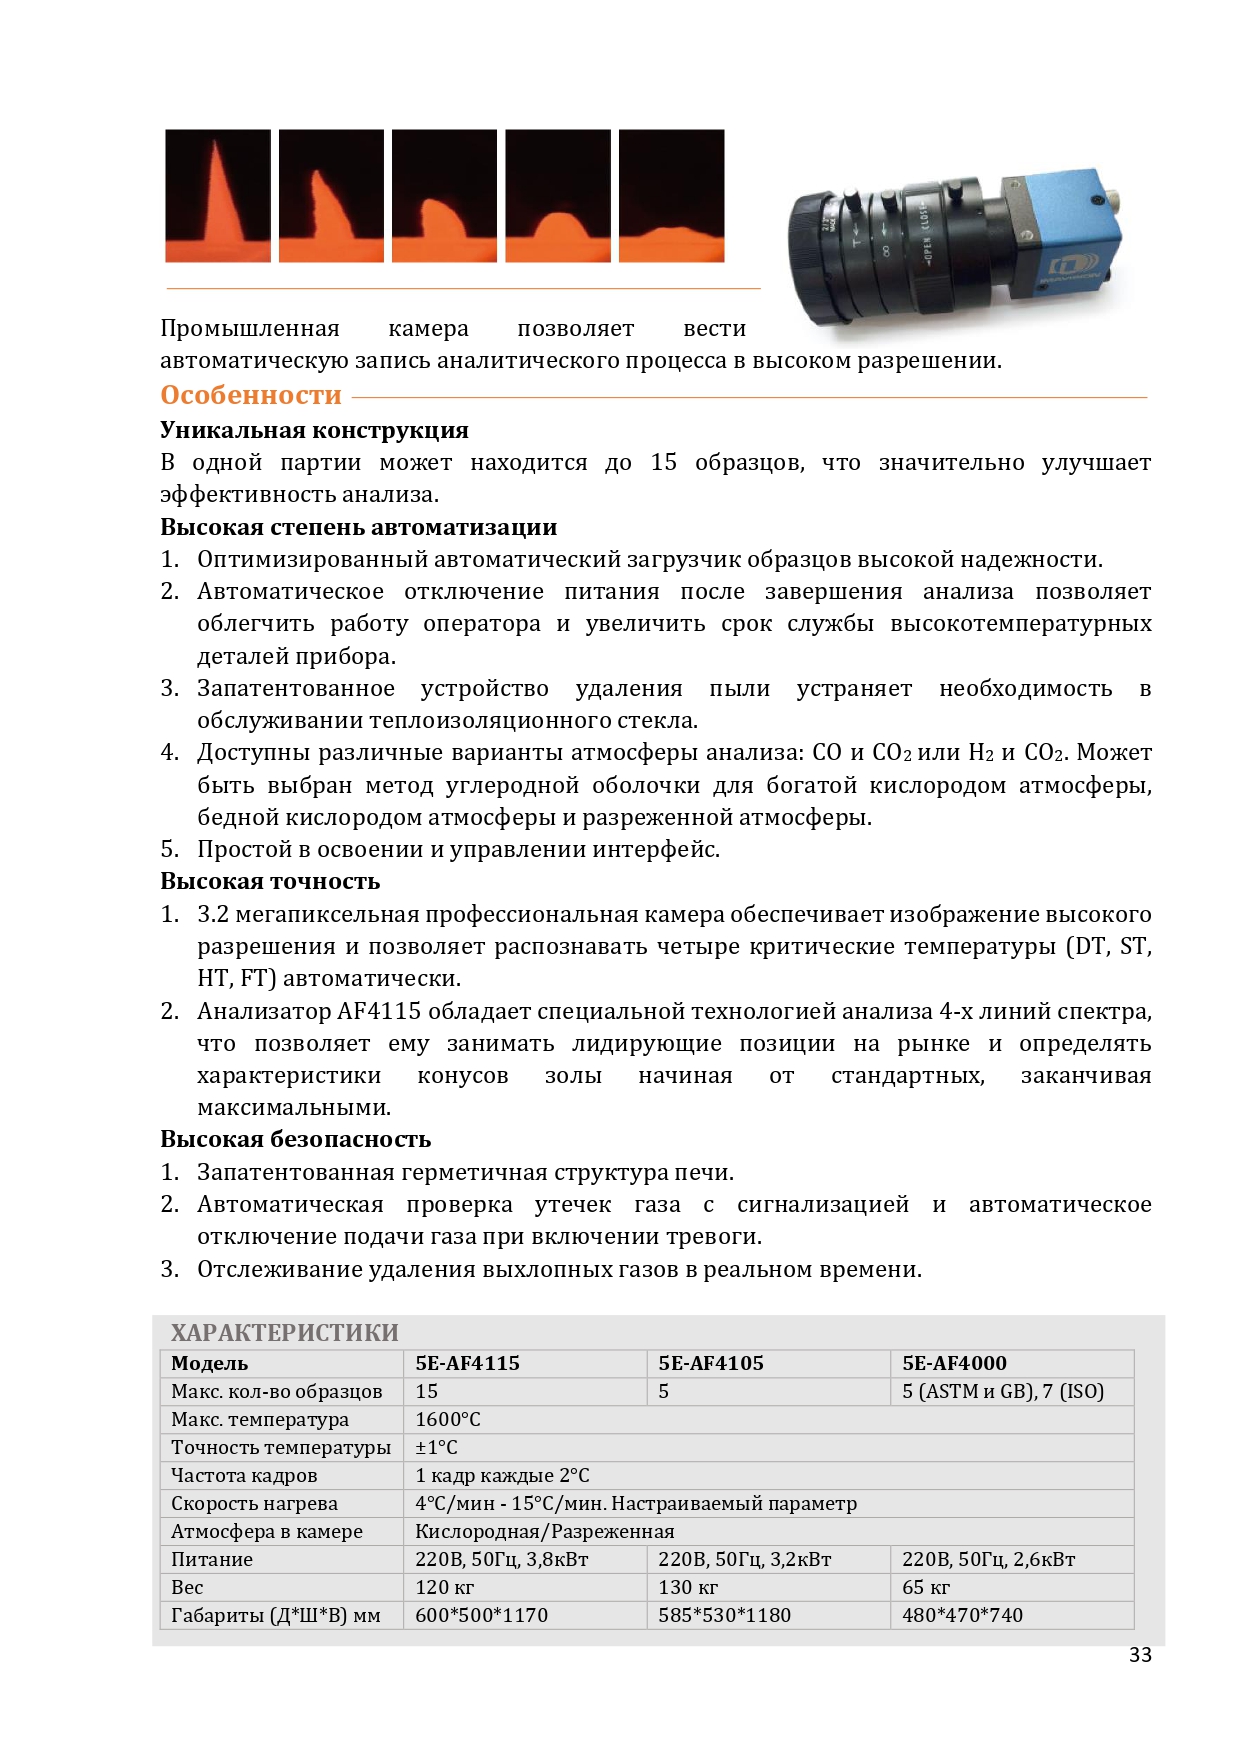 Промышленная камера позволяет вести
автоматическую запись аналитического процесса в высоком разрешении.
Особенности
Уникальная конструкция
В одной партии может находится до 15 образцов, что значительно улучшает
эффективность анализа.
Высокая степень автоматизации
1. Оптимизированный автоматический загрузчик образцов высокой надежности.
2. Автоматическое отключение питания после завершения анализа позволяет
облегчить работу оператора и увеличить срок службы высокотемпературных
деталей прибора.
3. Запатентованное устройство удаления пыли устраняет необходимость в
обслуживании теплоизоляционного стекла.
4. Доступны различные варианты атмосферы анализа: CO и CO₂ или H₂ и CO₂. Может
быть выбран метод углеродной оболочки для богатой кислородом атмосферы,
бедной кислородом атмосферы и разреженной атмосферы.
5. Простой в освоении и управлении интерфейс.
Высокая точность
1. 3.2 мегапиксельная профессиональная камера обеспечивает изображение высокого
разрешения и позволяет распознавать четыре критические температуры (DT, ST,
HT, FT) автоматически.
2. Анализатор AF4115 обладает специальной технологией анализа 4-х линий спектра,
что позволяет ему занимать лидирующие позиции на рынке и определять
характеристики конусов золы начиная от стандартных, заканчивая
максимальными.
Высокая безопасность
1. Запатентованная герметичная структура печи.
2. Автоматическая проверка утечек газа с сигнализацией и автоматическое
отключение подачи газа при включении тревоги.
3. Отслеживание удаления выхлопных газов в реальном времени.
ХАРАКТЕРИСТИКИ
Модель 5E-AF4115 5E-AF4105 5E-AF4000
Макс. кол-во образцов 15 5 5 (ASTM и GB), 7 (ISO)
Макс. температура 1600°C
Точность температуры ±1°C
Частота кадров 1 кадр каждые 2°C
Скорость нагрева 4°C/мин - 15°C/мин. Настраиваемый параметр
Атмосфера в камере Кислородная/Разреженная
Питание 220В, 50Гц, 3,8кВт 220В, 50Гц, 3,2кВт 220В, 50Гц, 2,6кВт
Вес 120 кг 130 кг 65 кг
Габариты (Д*Ш*В) мм 600*500*1170 585*530*1180 480*470*740
33
OPEN CLOSE